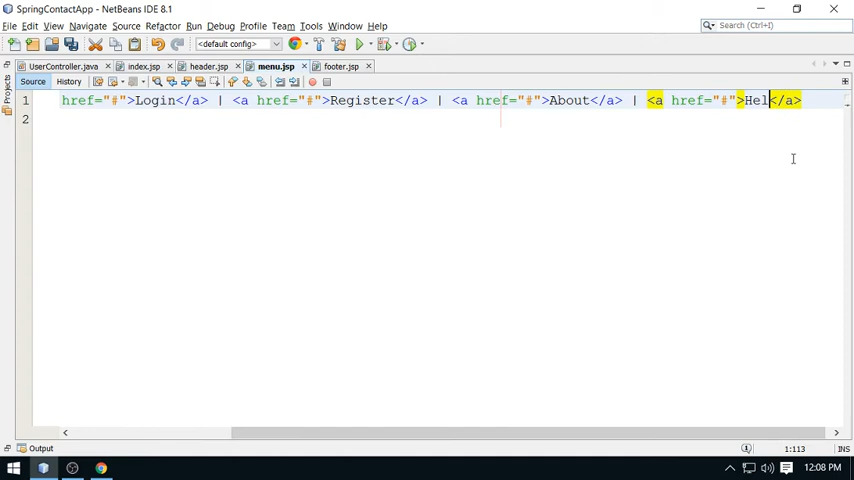 SpringContactApp - NetBeans IDE 8.1
File Edit View Navigate Source Refactor Run Debug Profile Team Tools Window Help
Search (Ctrl+I)
<default config>
UserController.java index.jsp header.jsp menu.jsp footer.jsp
Source History
Projects
1 href="#">Login</a> | <a href="#">Register</a> | <a href="#">About</a> | <a href="#">Hel</a>
2
Output
1:113 INS
12:08 PM